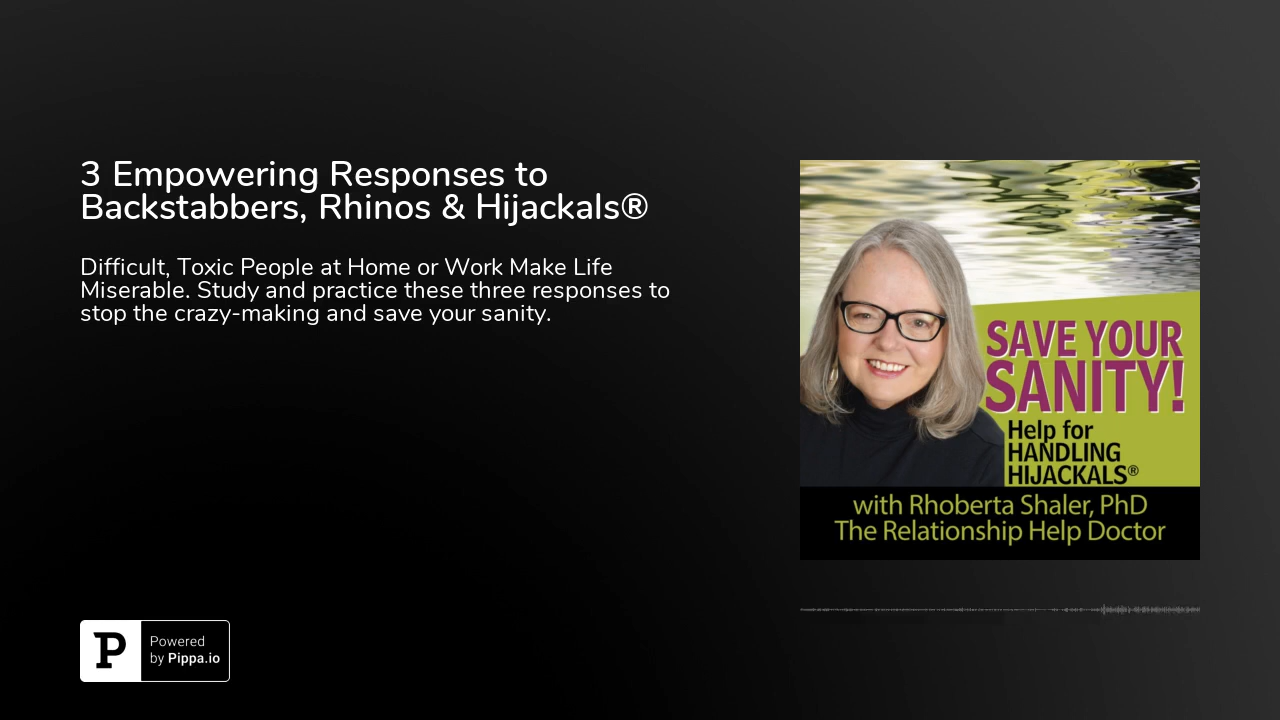 3 Empowering Responses to
Backstabbers, Rhinos & Hijackals®
Difficult, Toxic People at Home or Work Make Life
Miserable. Study and practice these three responses to
stop the crazy-making and save your sanity.
SAVE YOUR
SANITY!
Help for
HANDLING
HIJACKALS®
with Rhoberta Shaler, PhD
The Relationship Help Doctor
P
Powered
by Pippa.io